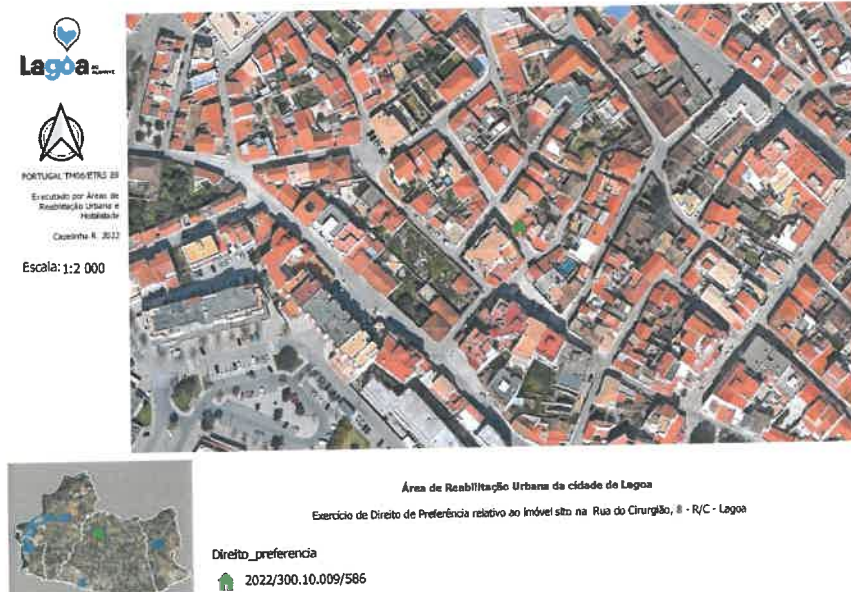 Lagoa
PORTUGAL TM06/ETRS 89
Executado por Áreas de
Reabilitação Urbana e
Mobilidade
R. 2022
Escala: 1:2 000
Área de Reabilitação Urbana da cidade de Lagoa
Exercício de Direito de Preferência relativo ao imóvel sito na Rua do Cirurgião, 8 - R/C - Lagoa
Direito_preferencia
2022/300.10.009/586